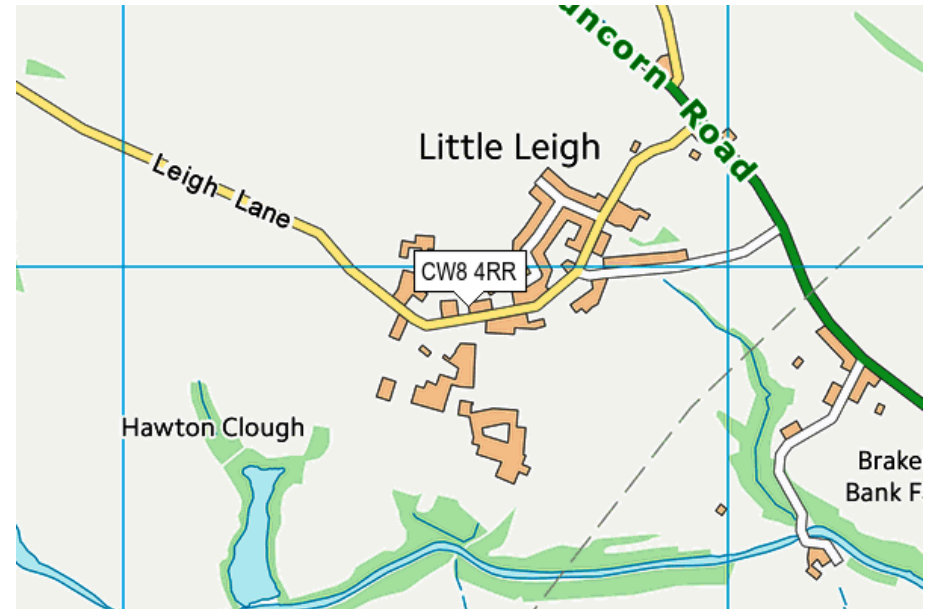 uncorn Road
Little Leigh
Leigh Lane
CW8 4RR
Hawton Clough
Brake
Bank F